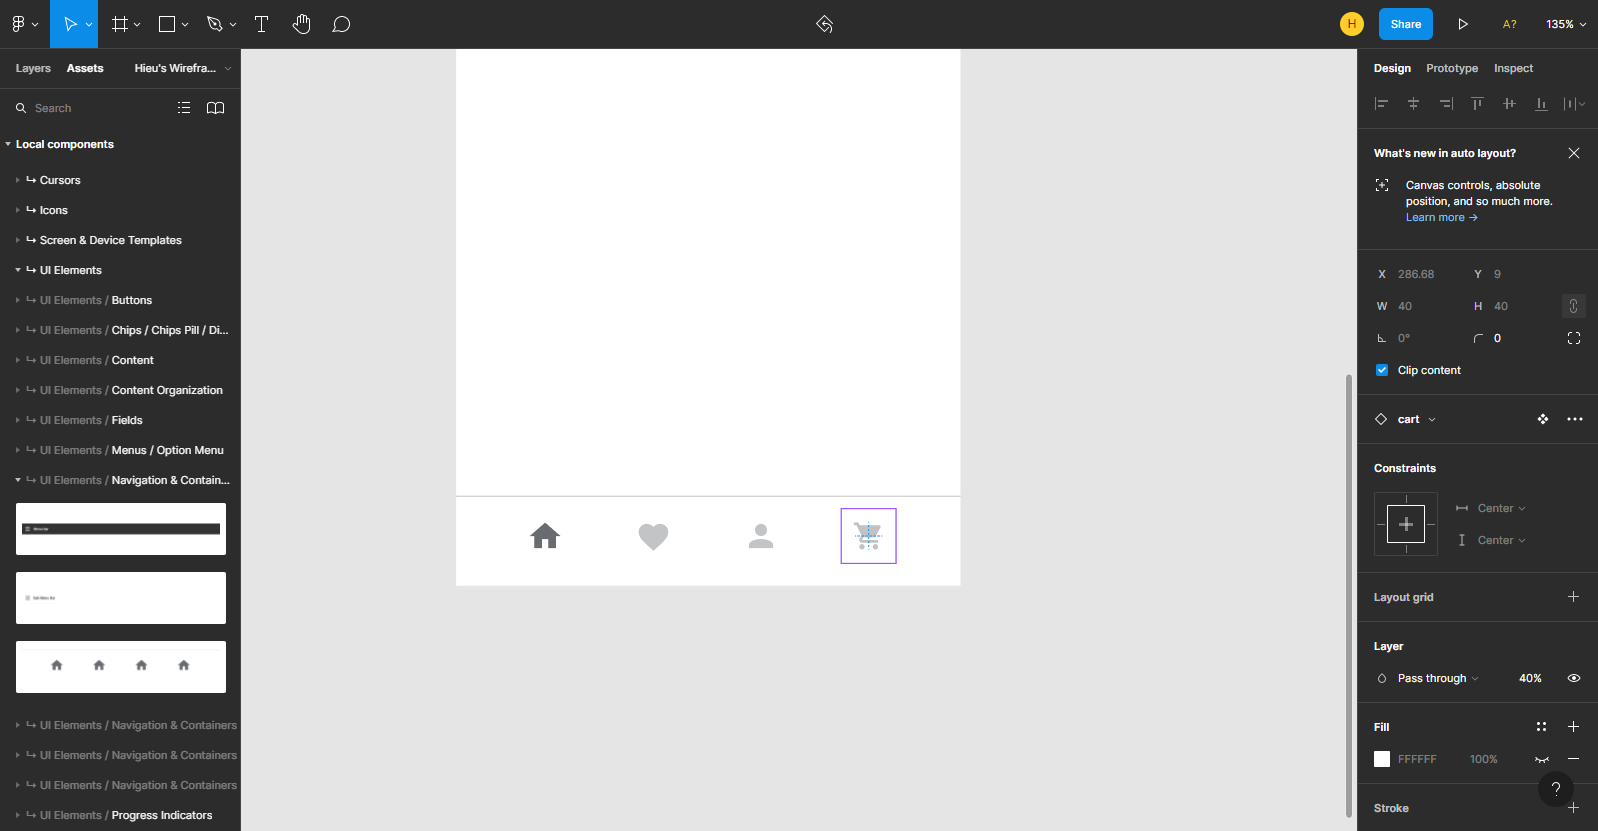 H
Share
A?
135%
Layers
Assets
Hieu's Wirefra...
Design
Prototype
Inspect
Search
Local components
Cursors
Icons
Screen & Device Templates
UI Elements
UI Elements / Buttons
UI Elements / Chips / Chips Pill / Di...
UI Elements / Content
UI Elements / Content Organization
UI Elements / Fields
UI Elements / Menus / Option Menu
UI Elements / Navigation & Contain...
UI Elements / Navigation & Containers
UI Elements / Navigation & Containers
UI Elements / Navigation & Containers
UI Elements / Progress Indicators
What's new in auto layout?
Canvas controls, absolute
position, and so much more.
Learn more →
X 286.68 Y 9
W 40 H 40
0° 0
Clip content
cart
Constraints
Center
Center
Layout grid
Layer
Pass through 40%
Fill
FFFFFF 100%
?
Stroke